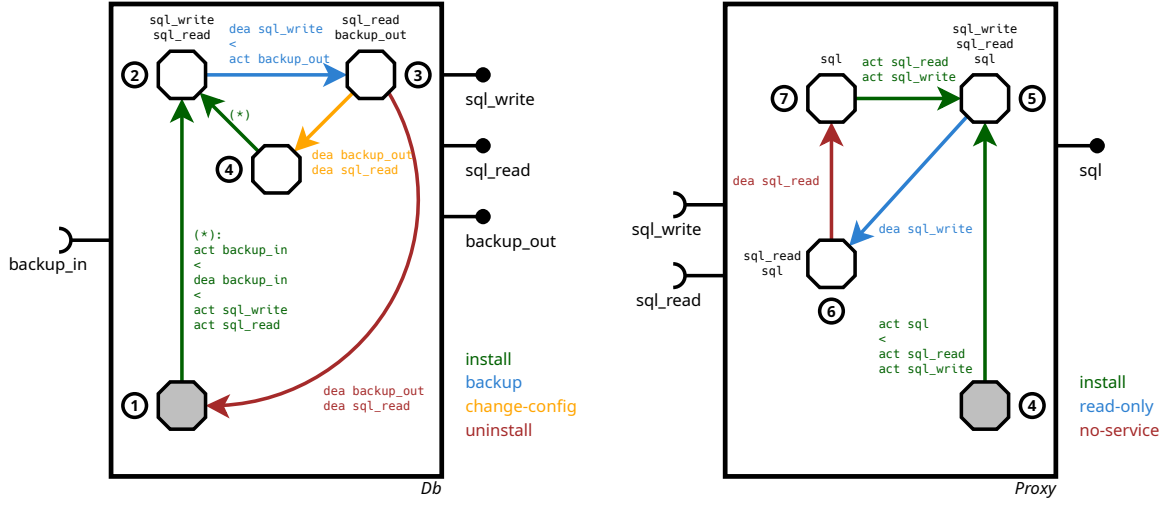 sql_write
sql_read
dea sql_write
<
act backup_out
sql_read
backup_out
2
3
sql_write
(*)
4
dea backup_out
dea sql_read
sql_read
backup_in
(*):
act backup_in
<
dea backup_in
<
act sql_write
act sql_read
backup_out
1
dea backup_out
dea sql_read
install
backup
change-config
uninstall
Db
sql
act sql_read
act sql_write
sql_write
sql_read
sql
7
5
sql
dea sql_read
sql_write
sql_read
dea sql_write
sql_read
sql
6
act sql
<
act sql_read
act sql_write
4
install
read-only
no-service
Proxy